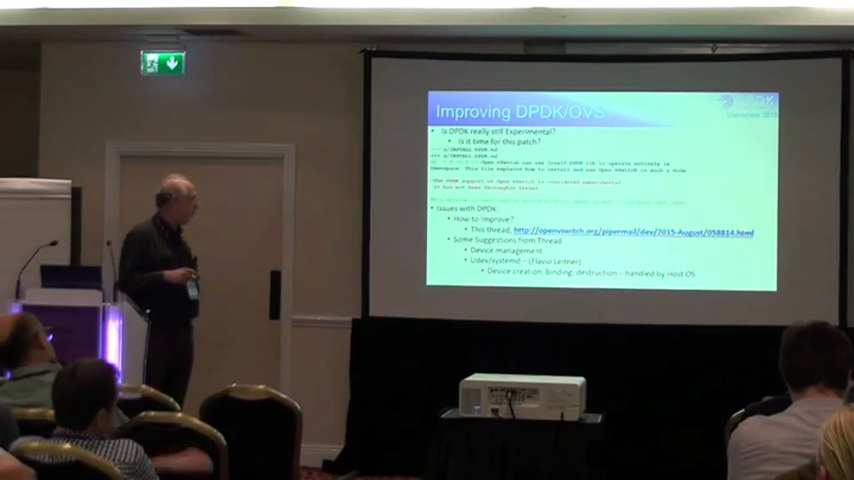 Improving DPDK/OVS
DPDK
Userspace 2015
• Is DPDK really still Experimental?
• Is it time for this patch?
--- a/INSTALL.DPDK.md
+++ a/INSTALL.DPDK.md
Open vSwitch can use Intel DPDK lib to operate entirely in
userspace. This file explains how to install and use Open vSwitch in such a mode
-The DPDK support of Open vSwitch is considered experimental
-It has not been thoroughly tested
• Issues with DPDK:
• How to Improve?
• This thread, http://openvswitch.org/pipermail/dev/2015-August/058814.html
• Some Suggestions from Thread
• Device management
• Udev/systemd – (Flavio Leitner)
• Device creation, binding, destruction – handled by Host OS